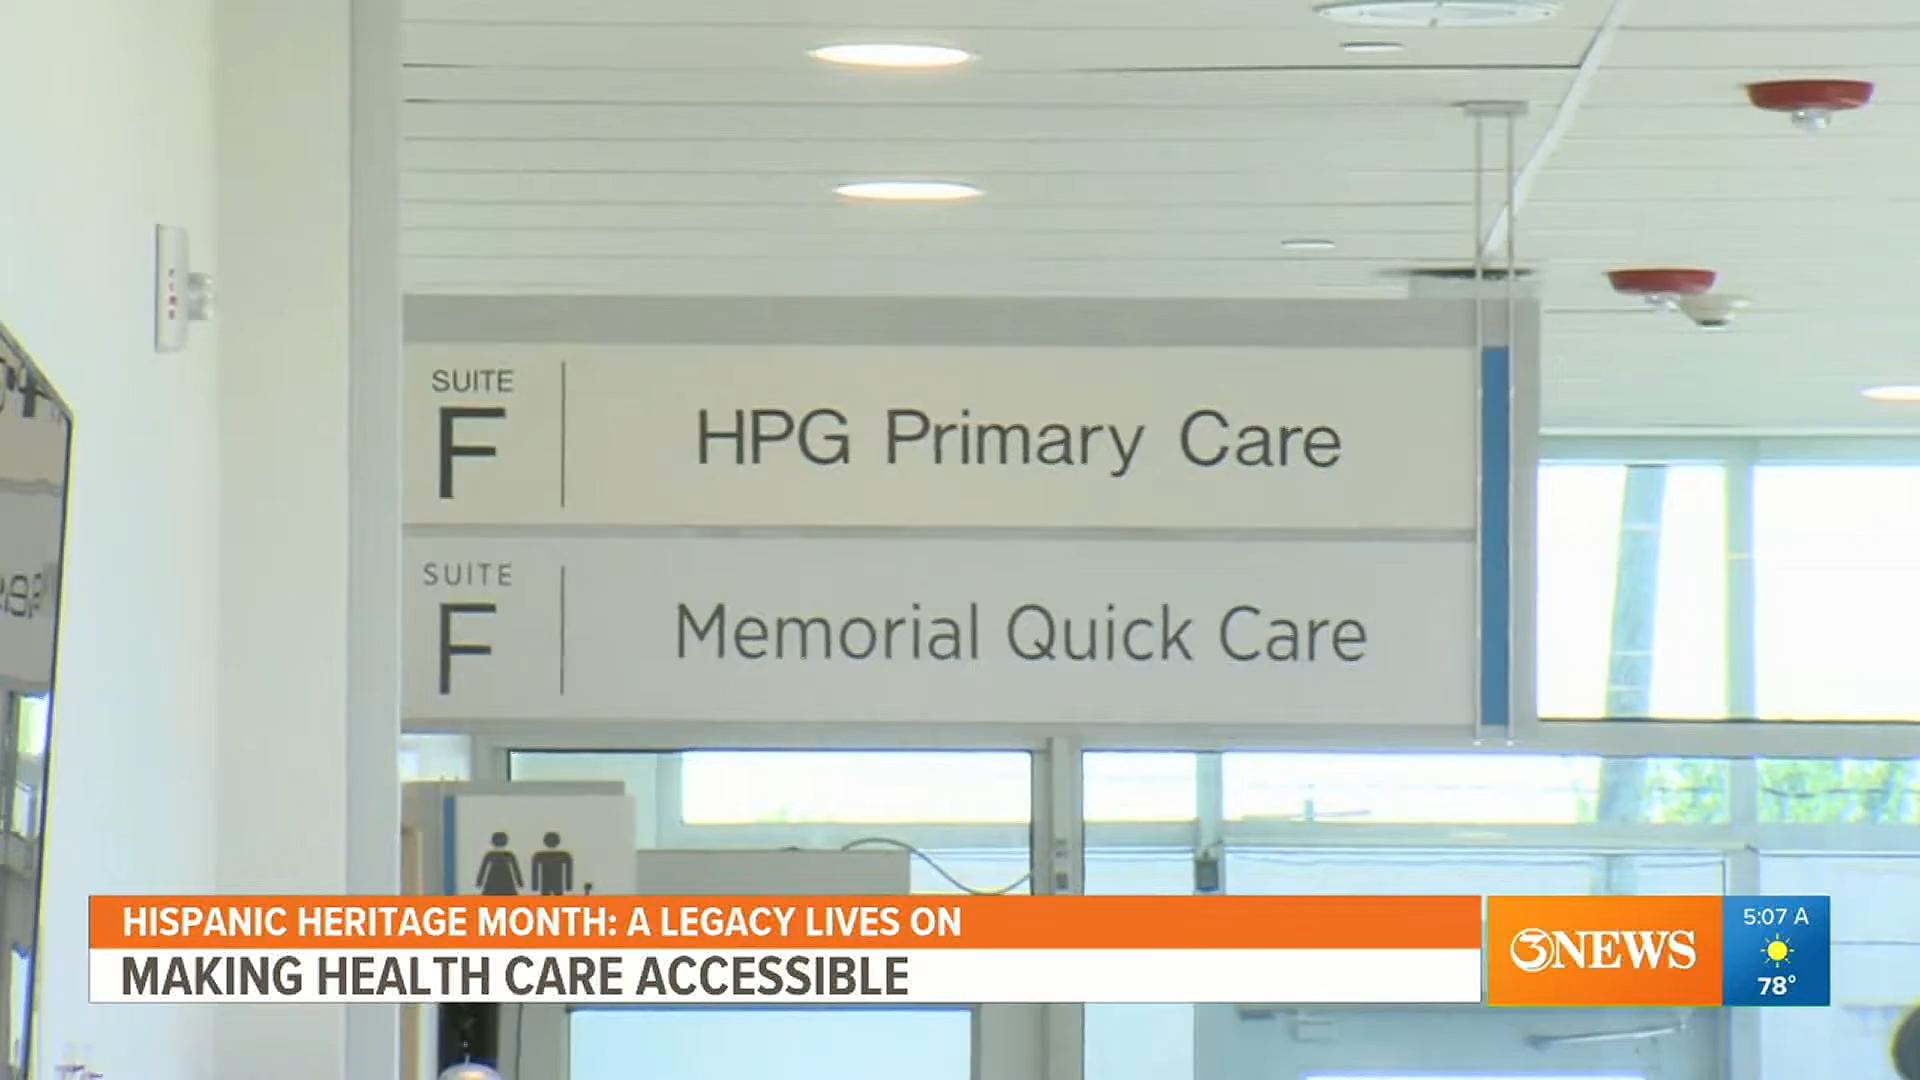 SUITE
F
HPG Primary Care
SUITE
F
Memorial Quick Care
HISPANIC HERITAGE MONTH: A LEGACY LIVES ON
MAKING HEALTH CARE ACCESSIBLE
3NEWS
5:07 A
78°